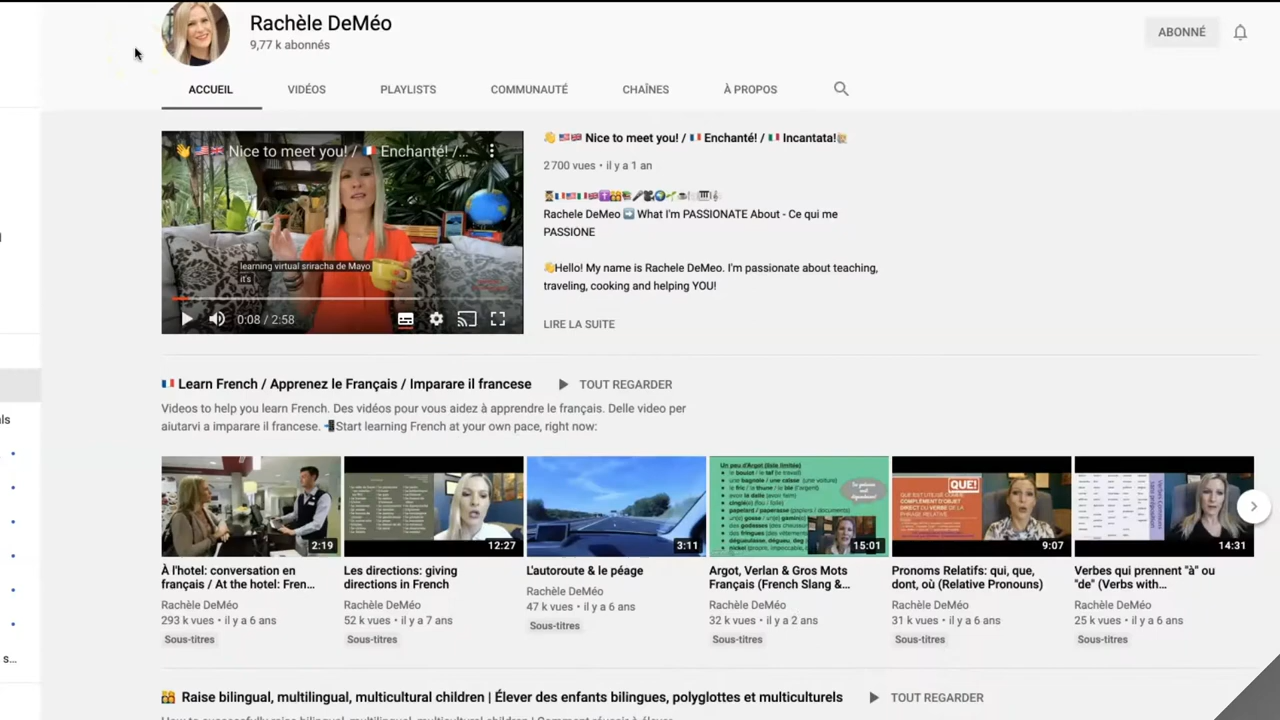 Rachèle DeMéo
9,77 k abonnés
ABONNÉ
ACCUEIL
VIDÉOS
PLAYLISTS
COMMUNAUTÉ
CHAÎNES
À PROPOS
Nice to meet you! / Enchanté! /...
learning virtual sriracha de Mayo
it's
0:08 / 2:58
Nice to meet you! / Enchanté! / Incantata!
2 700 vues • il y a 1 an
Rachele DeMeo ➡ What I'm PASSIONATE About - Ce qui me
PASSIONE
Hello! My name is Rachele DeMeo. I'm passionate about teaching,
traveling, cooking and helping YOU!
LIRE LA SUITE
Learn French / Apprenez le Français / Imparare il francese
TOUT REGARDER
Videos to help you learn French. Des vidéos pour vous aidez à apprendre le français. Delle video per
aiutarvi a imparare il francese. Start learning French at your own pace, right now:
2:19
À l'hotel: conversation en
français / At the hotel: Fren...
Rachèle DeMéo
293 k vues • il y a 6 ans
Sous-titres
12:27
Les directions: giving
directions in French
Rachèle DeMéo
52 k vues • il y a 7 ans
Sous-titres
3:11
L'autoroute & le péage
Rachèle DeMéo
47 k vues • il y a 6 ans
Sous-titres
Un peu d'Argot (liste limitée)
15:01
Argot, Verlan & Gros Mots
Français (French Slang &...
Rachèle DeMéo
32 k vues • il y a 2 ans
Sous-titres
QUE!
9:07
Pronoms Relatifs: qui, que,
dont, où (Relative Pronouns)
Rachèle DeMéo
31 k vues • il y a 6 ans
Sous-titres
14:31
Verbes qui prennent "à" ou
"de" (Verbs with...
Rachèle DeMéo
25 k vues • il y a 6 ans
Sous-titres
Raise bilingual, multilingual, multicultural children | Élever des enfants bilingues, polyglottes et multiculturels
TOUT REGARDER